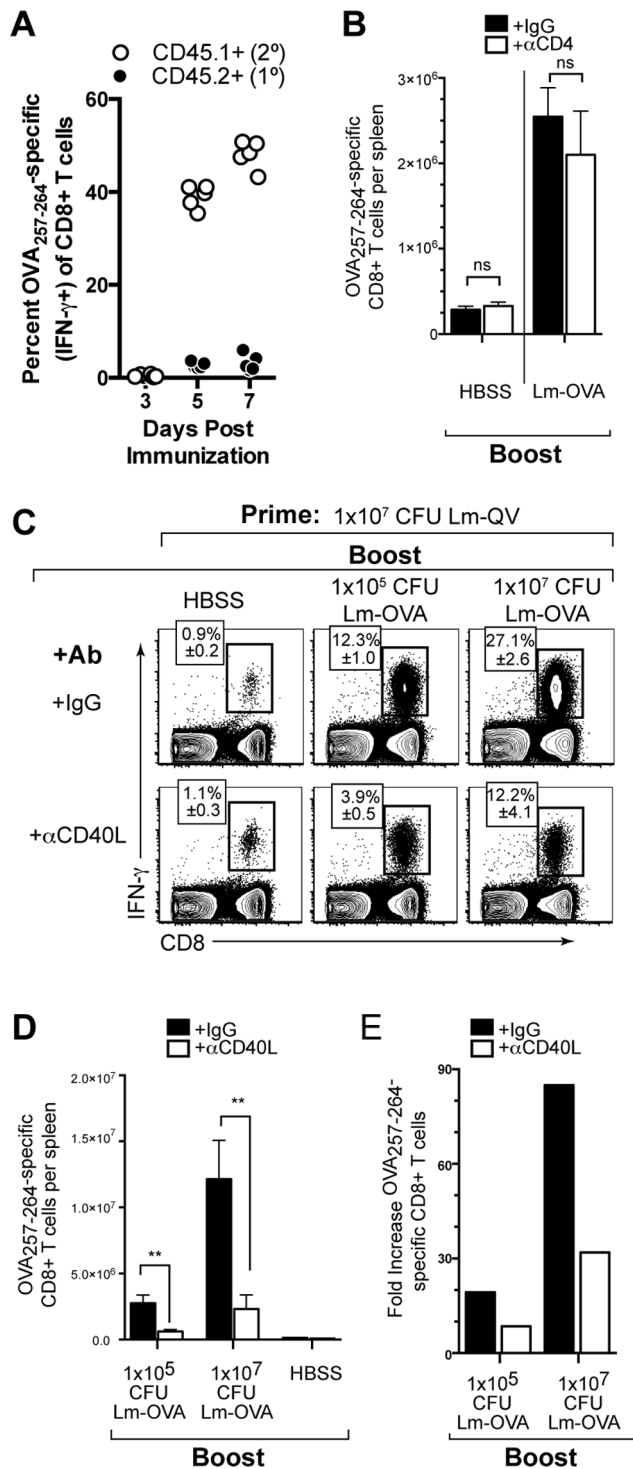 A
CD45.1+ (2º)
CD45.2+ (1º)
Percent OVA257-264-specific
(IFN-γ+) of CD8+ T cells
60
40
20
0
3
5
7
Days Post
Immunization
B
+IgG
+αCD4
OVA257-264-specific
CD8+ T cells per spleen
3×10⁶
2×10⁶
1×10⁶
0
ns
ns
HBSS
Lm-OVA
Boost
C
Prime: 1x10⁷ CFU Lm-QV
Boost
HBSS
1x10⁵ CFU
Lm-OVA
1x10⁷ CFU
Lm-OVA
+Ab
+IgG
0.9%
±0.2
12.3%
±1.0
27.1%
±2.6
+αCD40L
1.1%
±0.3
3.9%
±0.5
12.2%
±4.1
IFN-γ
CD8
D
+IgG
+αCD40L
OVA257-264-specific
CD8+ T cells per spleen
2.0×10⁷
1.5×10⁷
1.0×10⁷
5.0×10⁶
0.0
**
**
1x10⁵
CFU
Lm-OVA
1x10⁷
CFU
Lm-OVA
HBSS
Boost
E
+IgG
+αCD40L
Fold Increase OVA257-264-
specific CD8+ T cells
90
60
30
0
1x10⁵
CFU
Lm-OVA
1x10⁷
CFU
Lm-OVA
Boost